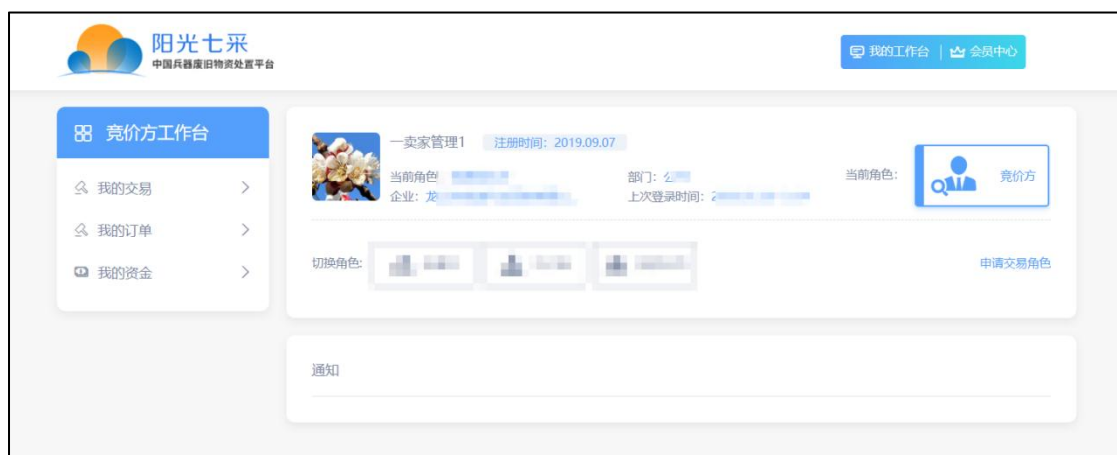 阳光七采
中国兵器废旧物资处置平台
我的工作台 | 会员中心
竞价方工作台
我的交易
我的订单
我的资金
一卖家管理1 注册时间：2019.09.07
当前角色
部门：
企业：龙
上次登录时间：2
当前角色：
竞价方
切换角色:
申请交易角色
通知